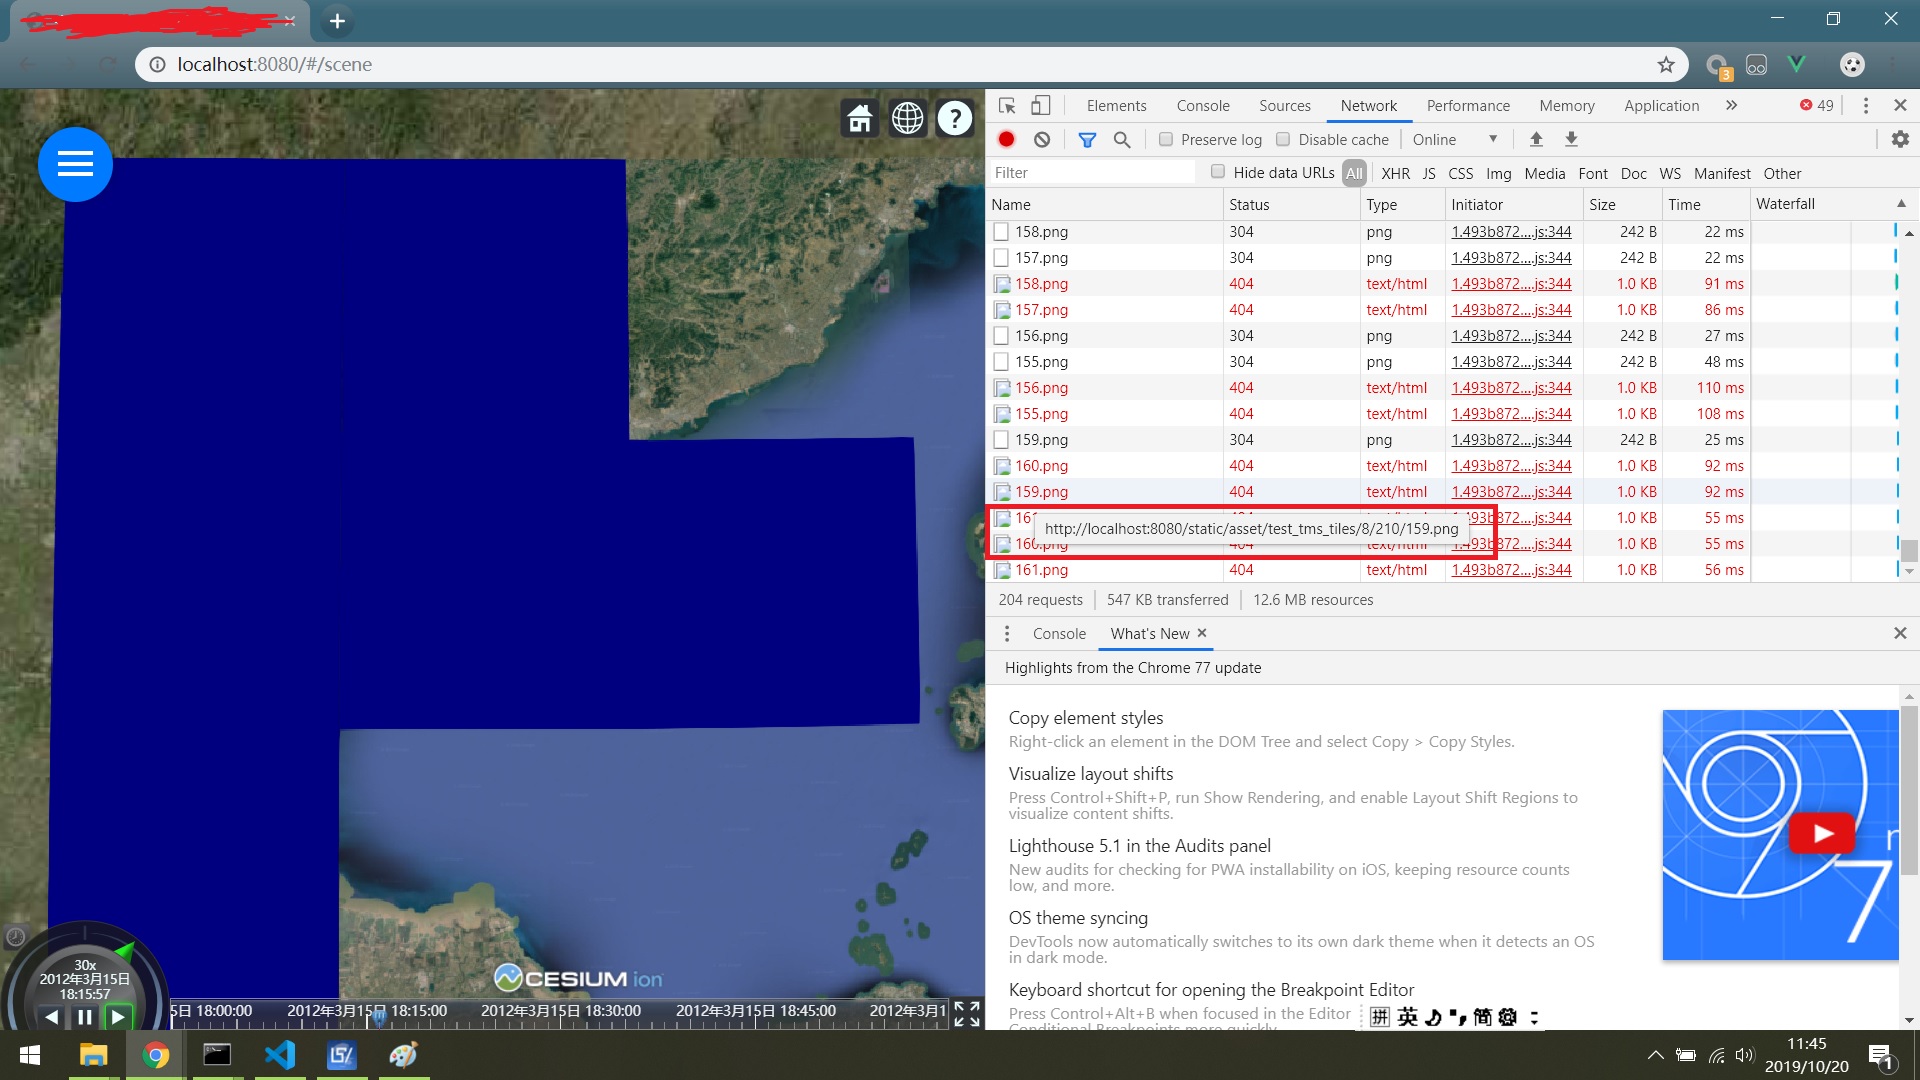 localhost:8080/#/scene
3
Elements Console Sources Network Performance Memory Application » 49
Preserve log Disable cache Online
Filter Hide data URLs All XHR JS CSS Img Media Font Doc WS Manifest Other
Name Status Type Initiator Size Time Waterfall
158.png 304 png 1.493b872....js:344 242 B 22 ms
157.png 304 png 1.493b872....js:344 242 B 22 ms
158.png 404 text/html 1.493b872....js:344 1.0 KB 91 ms
157.png 404 text/html 1.493b872....js:344 1.0 KB 86 ms
156.png 304 png 1.493b872....js:344 242 B 27 ms
155.png 304 png 1.493b872....js:344 242 B 48 ms
156.png 404 text/html 1.493b872....js:344 1.0 KB 110 ms
155.png 404 text/html 1.493b872....js:344 1.0 KB 108 ms
159.png 304 png 1.493b872....js:344 242 B 25 ms
160.png 404 text/html 1.493b872....js:344 1.0 KB 92 ms
159.png 404 text/html 1.493b872....js:344 1.0 KB 92 ms
1.0 KB 55 ms
http://localhost:8080/static/asset/test_tms_tiles/8/210/159.png
160.png 404 text/html 1.493b872....js:344 1.0 KB 55 ms
161.png 404 text/html 1.493b872....js:344 1.0 KB 56 ms
204 requests 547 KB transferred 12.6 MB resources
Console What's New
Highlights from the Chrome 77 update
Copy element styles
Right-click an element in the DOM Tree and select Copy > Copy Styles.
Visualize layout shifts
Press Control+Shift+P, run Show Rendering, and enable Layout Shift Regions to
visualize content shifts.
Lighthouse 5.1 in the Audits panel
New audits for checking for PWA installability on iOS, keeping resource counts
low, and more.
OS theme syncing
DevTools now automatically switches to its own dark theme when it detects an OS
in dark mode.
Keyboard shortcut for opening the Breakpoint Editor
Press Control+Alt+B when focused in the Editor
Conditional Breakpoints more quickly.
拼 英 简
CESIUM ion
30x
2012年3月15日
18:15:57
5日 18:00:00 2012年3月15日 18:15:00 2012年3月15日 18:30:00 2012年3月15日 18:45:00 2012年3月1
11:45
2019/10/20
1